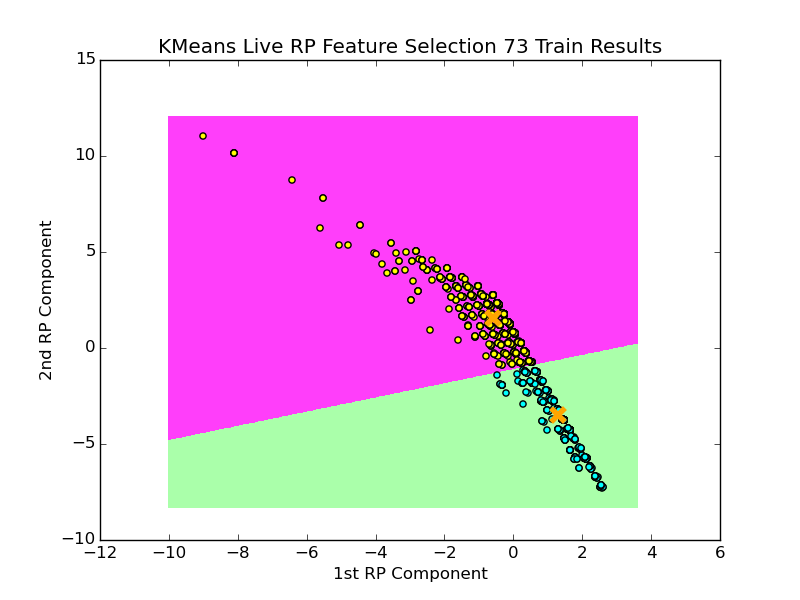 KMeans Live RP Feature Selection 73 Train Results
15
10
5
0
−5
−10
2nd RP Component
−12 −10 −8 −6 −4 −2 0 2 4 6
1st RP Component